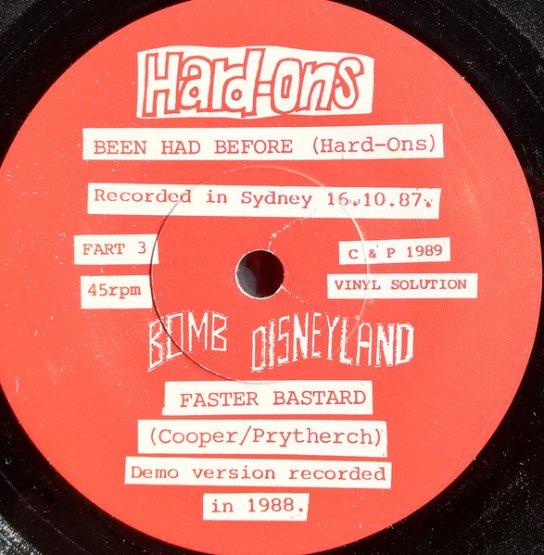 Hard-ons
BEEN HAD BEFORE (Hard-Ons)
Recorded in Sydney 16.10.87.
FART 3
C & P 1989
45rpm
VINYL SOLUTION
BOMB DISNEYLAND
FASTER BASTARD
(Cooper/Prytherch)
Demo version recorded
in 1988.